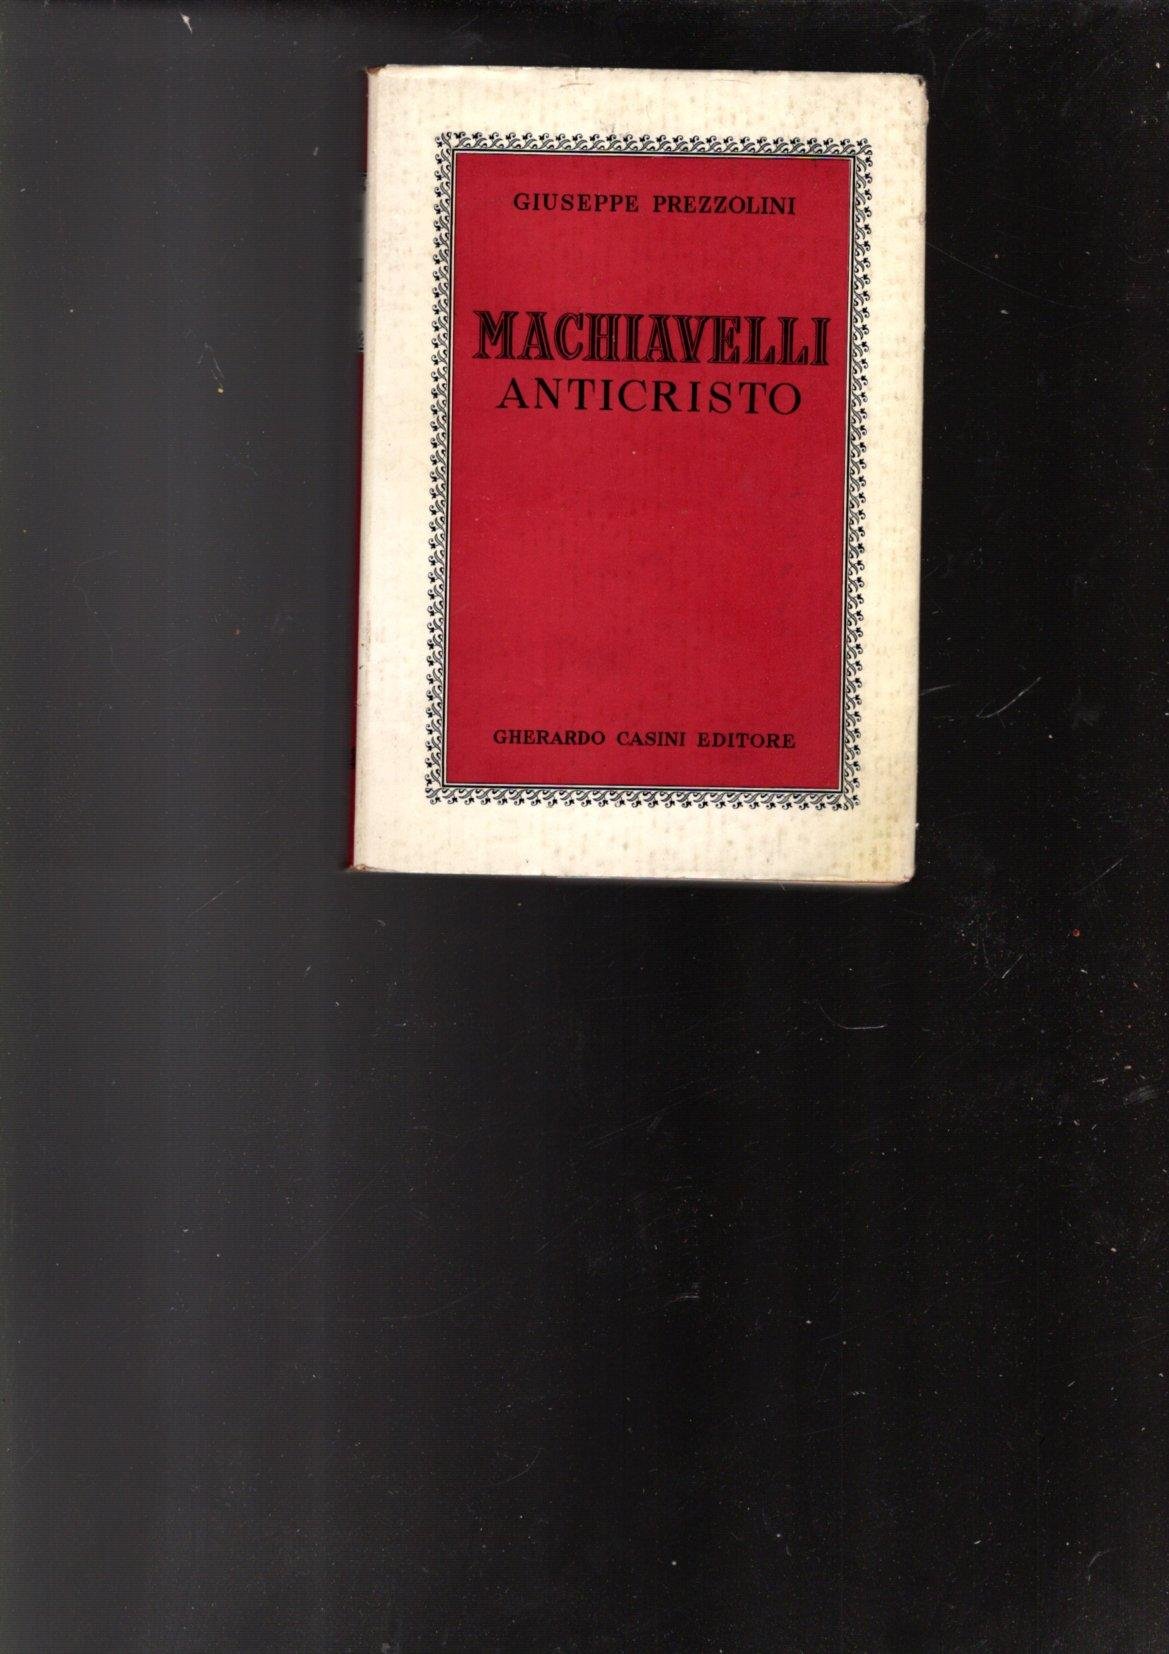 GIUSEPPE PREZZOLINI
MACHIAVELLI
ANTICRISTO
GHERARDO CASINI EDITORE